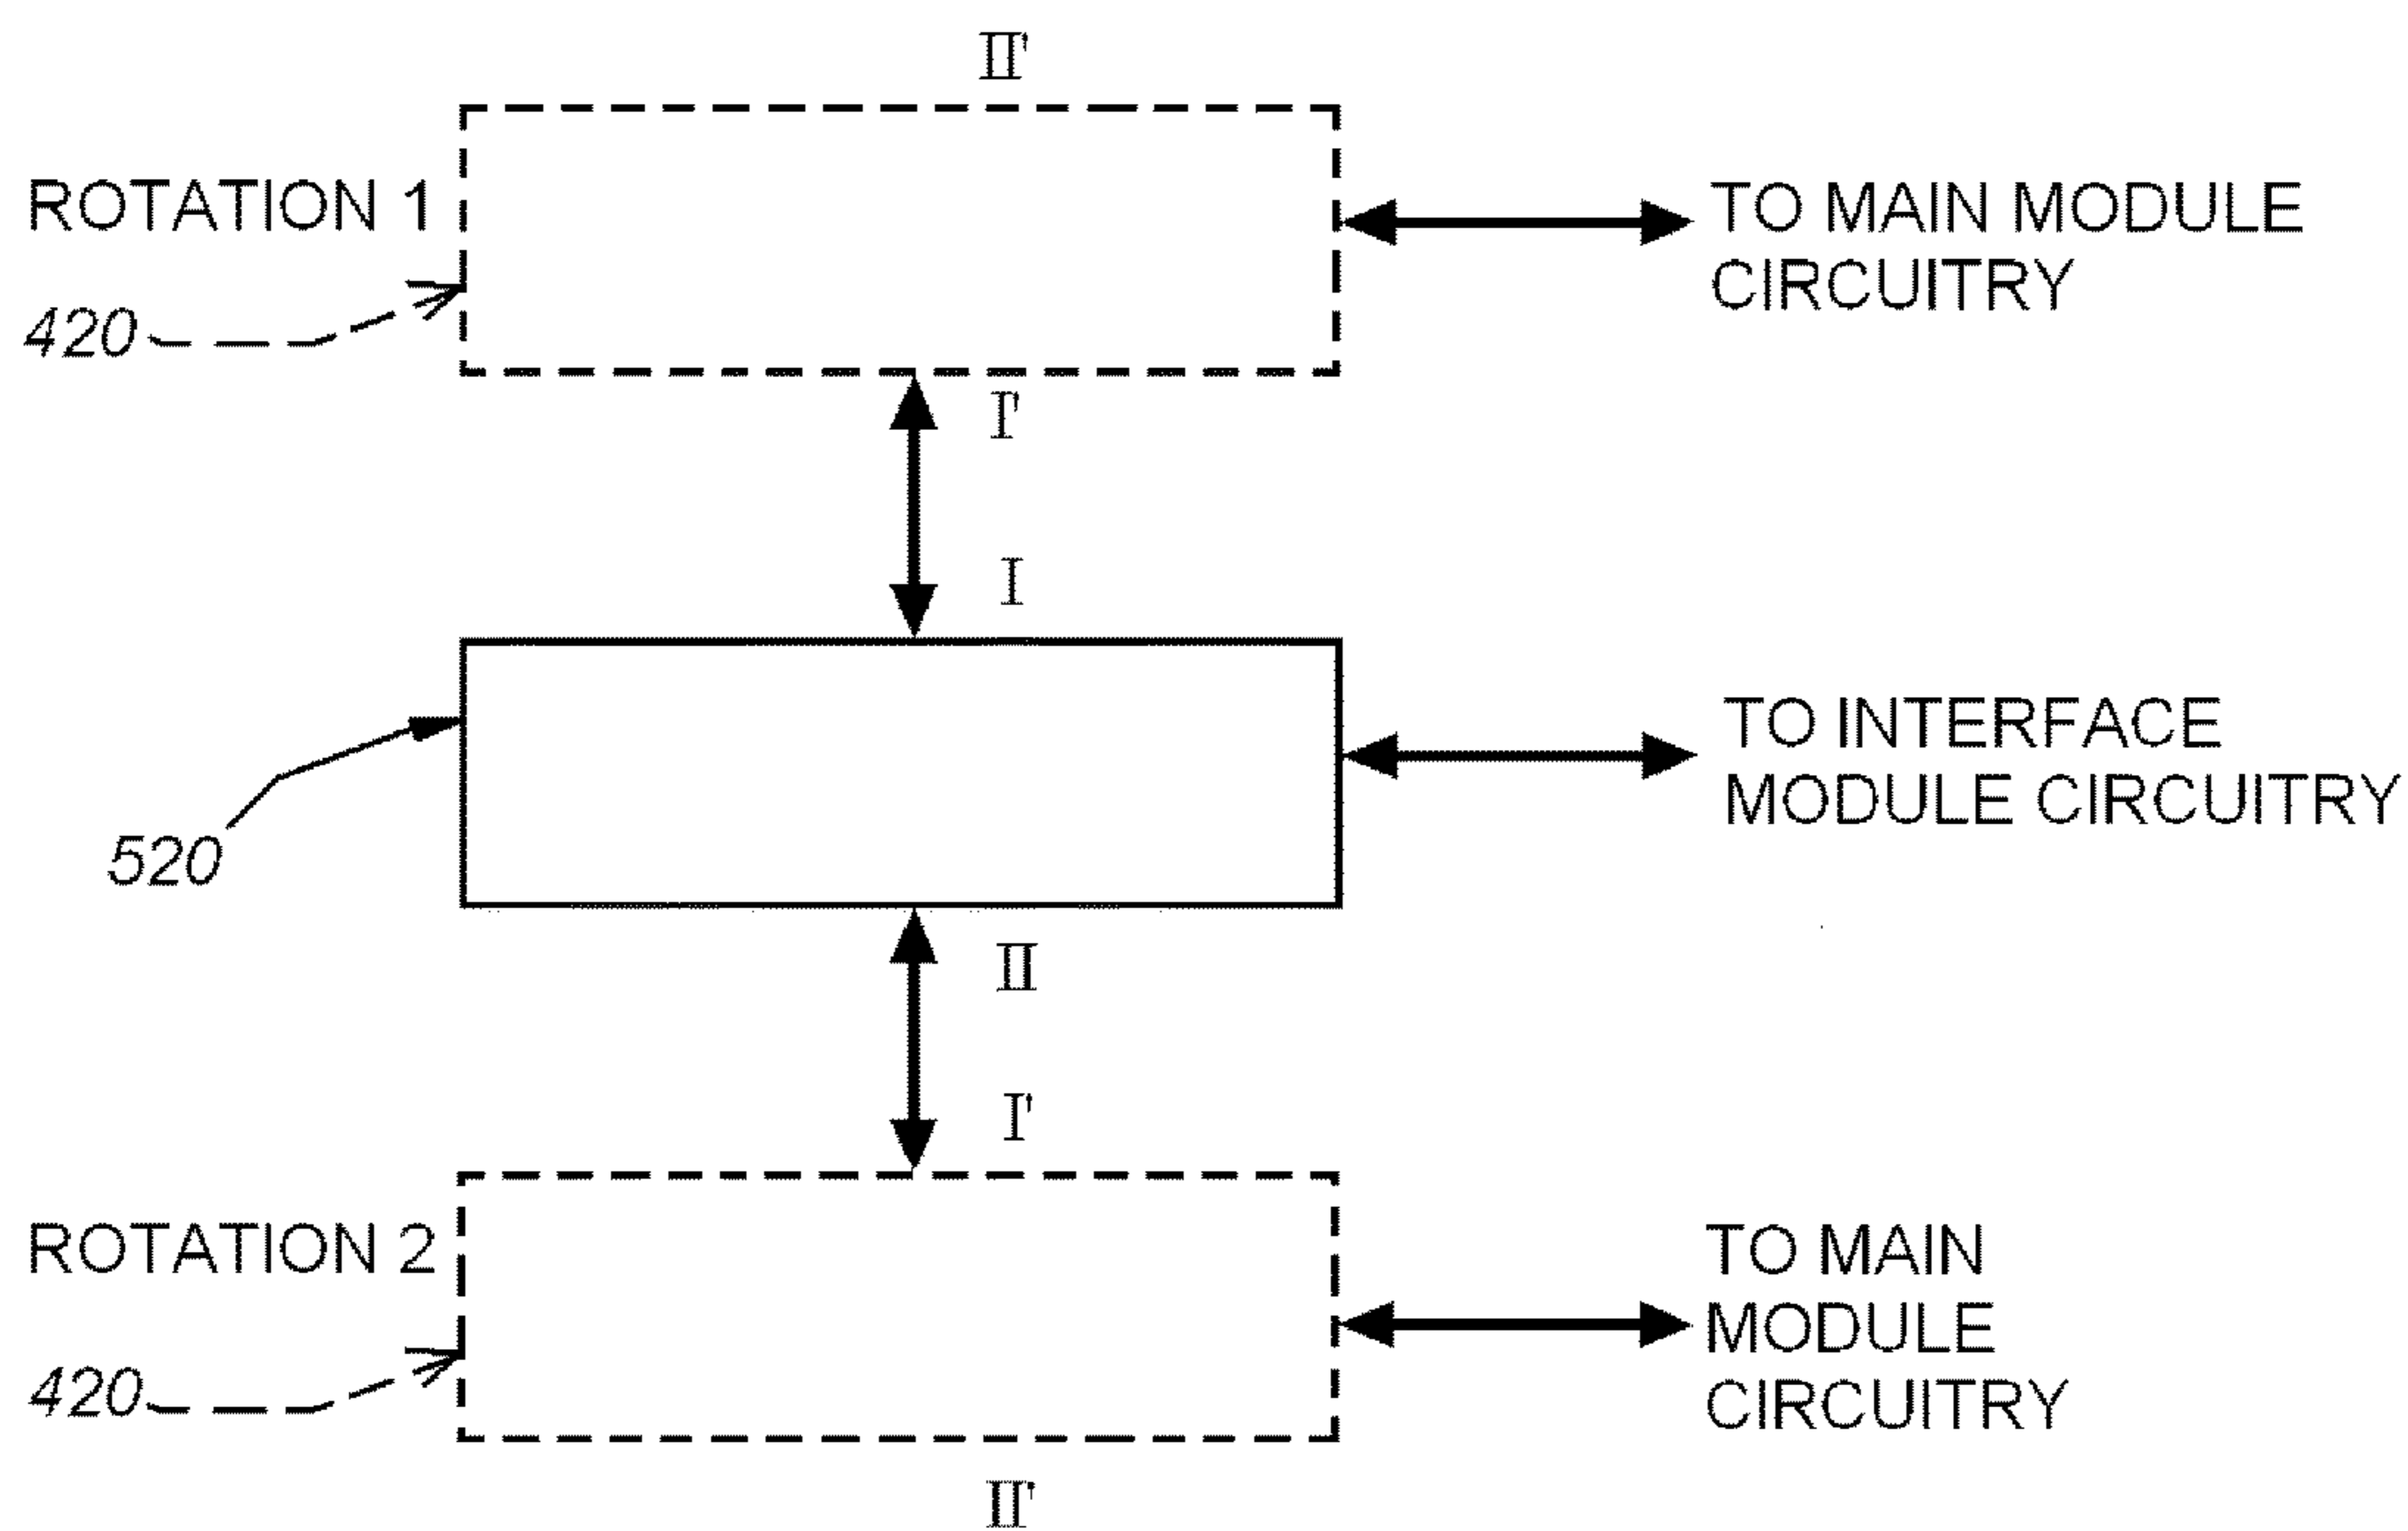 II'
ROTATION 1
420
TO MAIN MODULE
CIRCUITRY
I'
I
520
TO INTERFACE
MODULE CIRCUITRY
II
I'
ROTATION 2
420
TO MAIN
MODULE
CIRCUITRY
II'